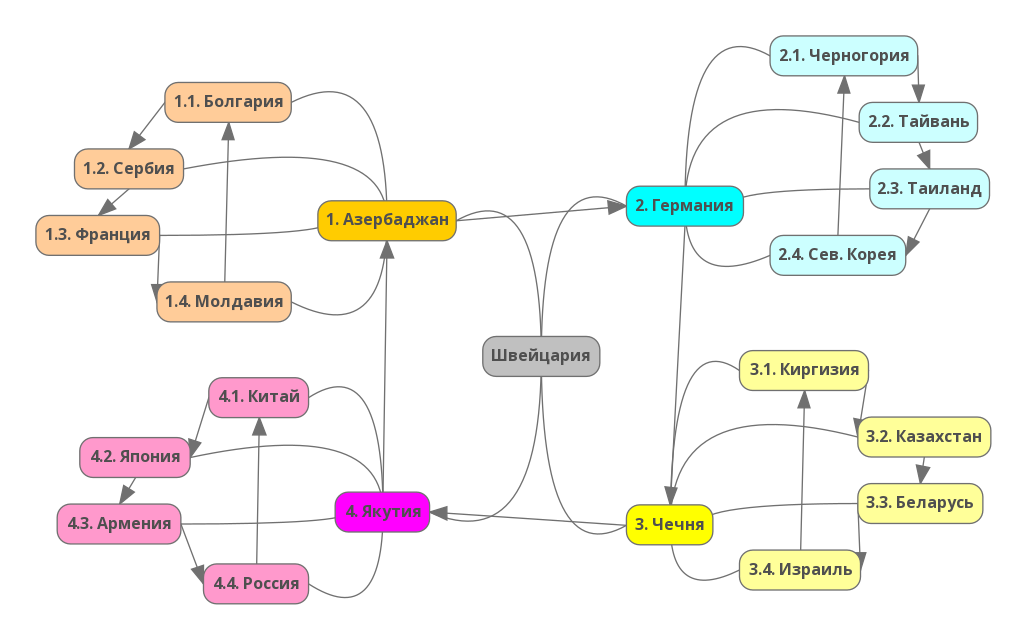 1.1. Болгария
1.2. Сербия
1.3. Франция
1.4. Молдавия
1. Азербаджан
2. Германия
2.1. Черногория
2.2. Тайвань
2.3. Таиланд
2.4. Сев. Корея
Швейцария
4.1. Китай
4.2. Япония
4.3. Армения
4.4. Россия
4. Якутия
3. Чечня
3.1. Киргизия
3.2. Казахстан
3.3. Беларусь
3.4. Израиль